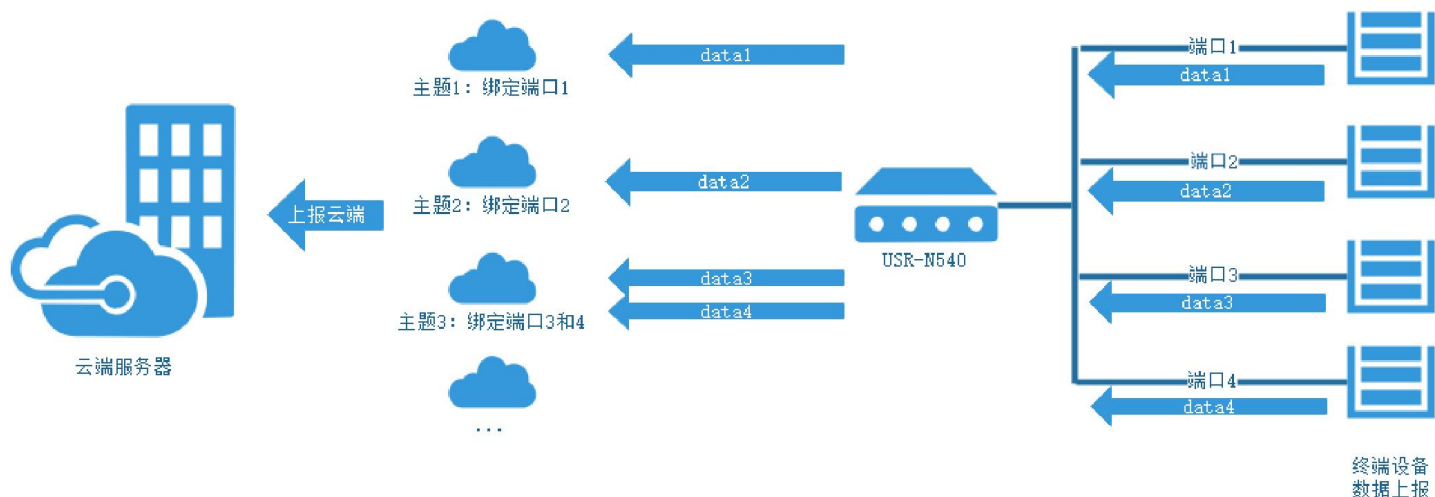 data1
端口1
data1
主题1: 绑定端口1
端口2
data2
data2
主题2: 绑定端口2
上报云端
USR-N540
data3
端口3
data3
data4
主题3: 绑定端口3和4
云端服务器
端口4
data4
...
终端设备
数据上报